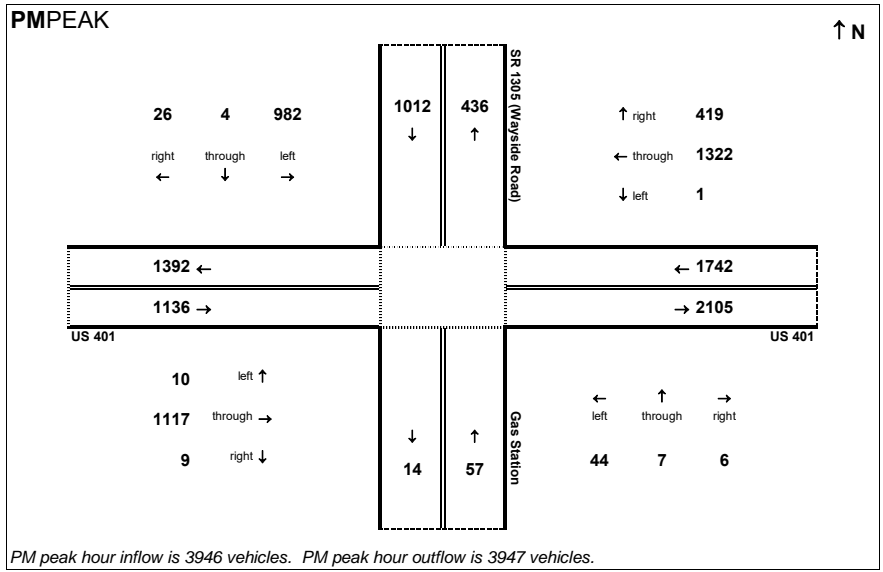 PMPEAK
↑ N
SR 1305 (Wayside Road)
26 4 982
right through left
← ↓ →
1012 436
↓ ↑
↑ right 419
← through 1322
↓ left 1
1392 ←
← 1742
1136 →
→ 2105
US 401
US 401
10 left ↑
1117 through →
9 right ↓
↓ ↑
14 57
Gas Station
← ↑ →
left through right
44 7 6
PM peak hour inflow is 3946 vehicles. PM peak hour outflow is 3947 vehicles.